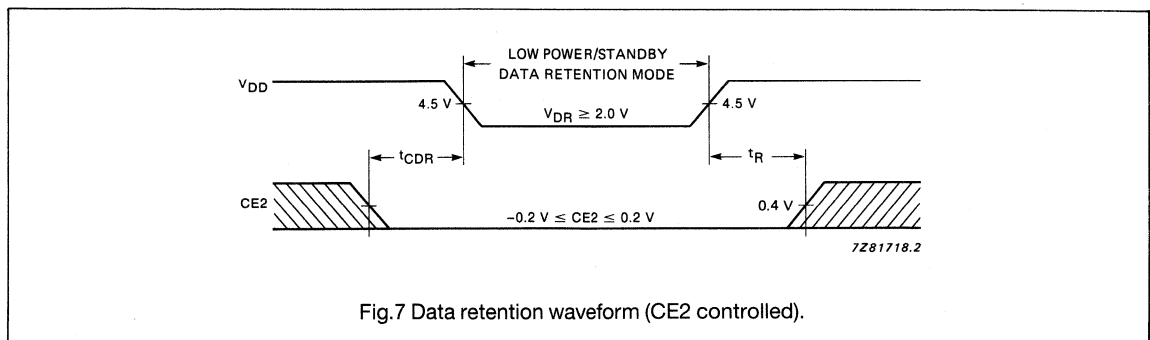 LOW POWER/STANDBY
DATA RETENTION MODE
VDD
4.5 V
VDR ≥ 2.0 V
4.5 V
tCDR
tR
CE2
-0.2 V ≤ CE2 ≤ 0.2 V
0.4 V
7Z81718.2
Fig.7 Data retention waveform (CE2 controlled).